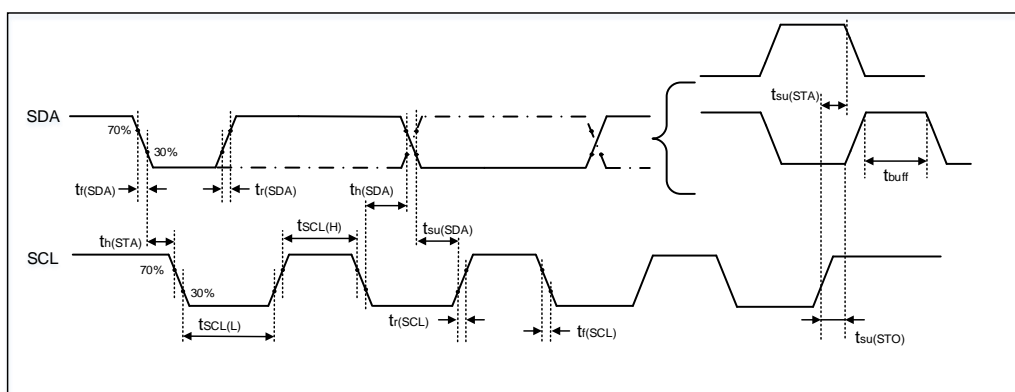 tsu(STA)
SDA
70%
30%
tbuff
tf(SDA)
tr(SDA)
th(SDA)
tSCL(H)
tsu(SDA)
th(STA)
SCL
70%
30%
tSCL(L)
tr(SCL)
tf(SCL)
tsu(STO)